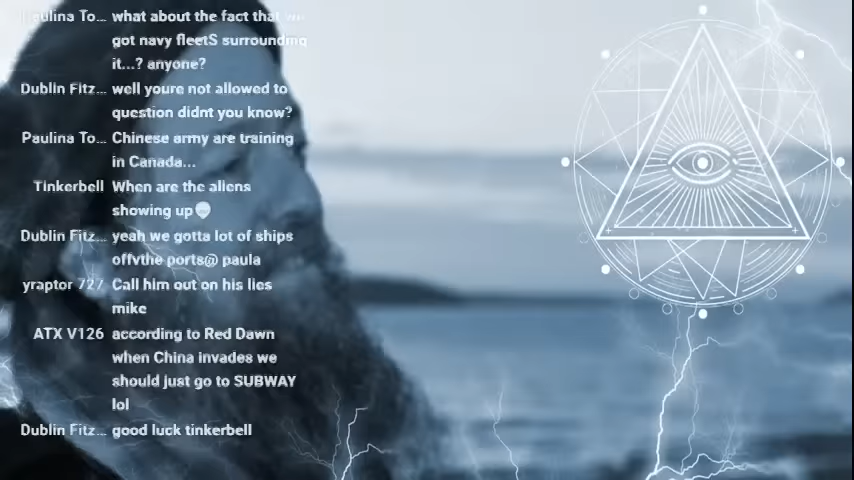 ulina To... what about the fact that we
got navy fleetS surrounding
it...? anyone?
Dublin Fitz... well youre not allowed to
question didnt you know?
Paulina To... Chinese army are training
in Canada...
Tinkerbell When are the aliens
showing up👽
Dublin Fitz... yeah we gotta lot of ships
offvthe ports@ paula
yraptor 727 Call him out on his lies
mike
ATX V126 according to Red Dawn
when China invades we
should just go to SUBWAY
lol
Dublin Fitz... good luck tinkerbell